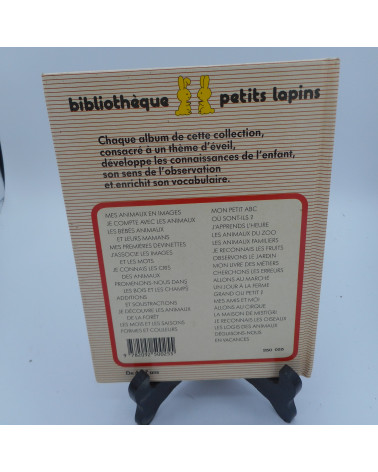 bibliothèque petits lapins
Chaque album de cette collection,
consacré à un thème d'éveil,
développe les connaissances de l'enfant,
son sens de l'observation
et enrichit son vocabulaire.
MES ANIMAUX EN IMAGES
JE COMPTE AVEC LES ANIMAUX
LES BÉBÉS ANIMAUX
ET LEURS MAMANS
MES PREMIÈRES DEVINETTES
J'ASSOCIE LES IMAGES
ET LES MOTS
JE CONNAIS LES CRIS
DES ANIMAUX
PROMENONS-NOUS DANS
LES BOIS ET LES CHAMPS
ADDITIONS
ET SOUSTRACTIONS
JE DÉCOUVRE LES ANIMAUX
DE LA FORÊT
LES MOIS ET LES SAISONS
FORMES ET COULEURS
MON PETIT ABC
OÙ SONT-ILS ?
J'APPRENDS L'HEURE
LES ANIMAUX DU ZOO
LES ANIMAUX FAMILIERS
JE RECONNAIS LES FRUITS
OBSERVONS LE JARDIN
MON LIVRE DES MÉTIERS
CHERCHONS LES ERREURS
ALLONS AU MARCHÉ
UN JOUR À LA FERME
GRAND OU PETIT ?
MES AMIS ET MOI
ALLONS AU CIRQUE
LA MAISON DE MISTIGRI
JE RECONNAIS LES OISEAUX
LES LOGIS DES ANIMAUX
DÉGUISONS-NOUS
EN VACANCES